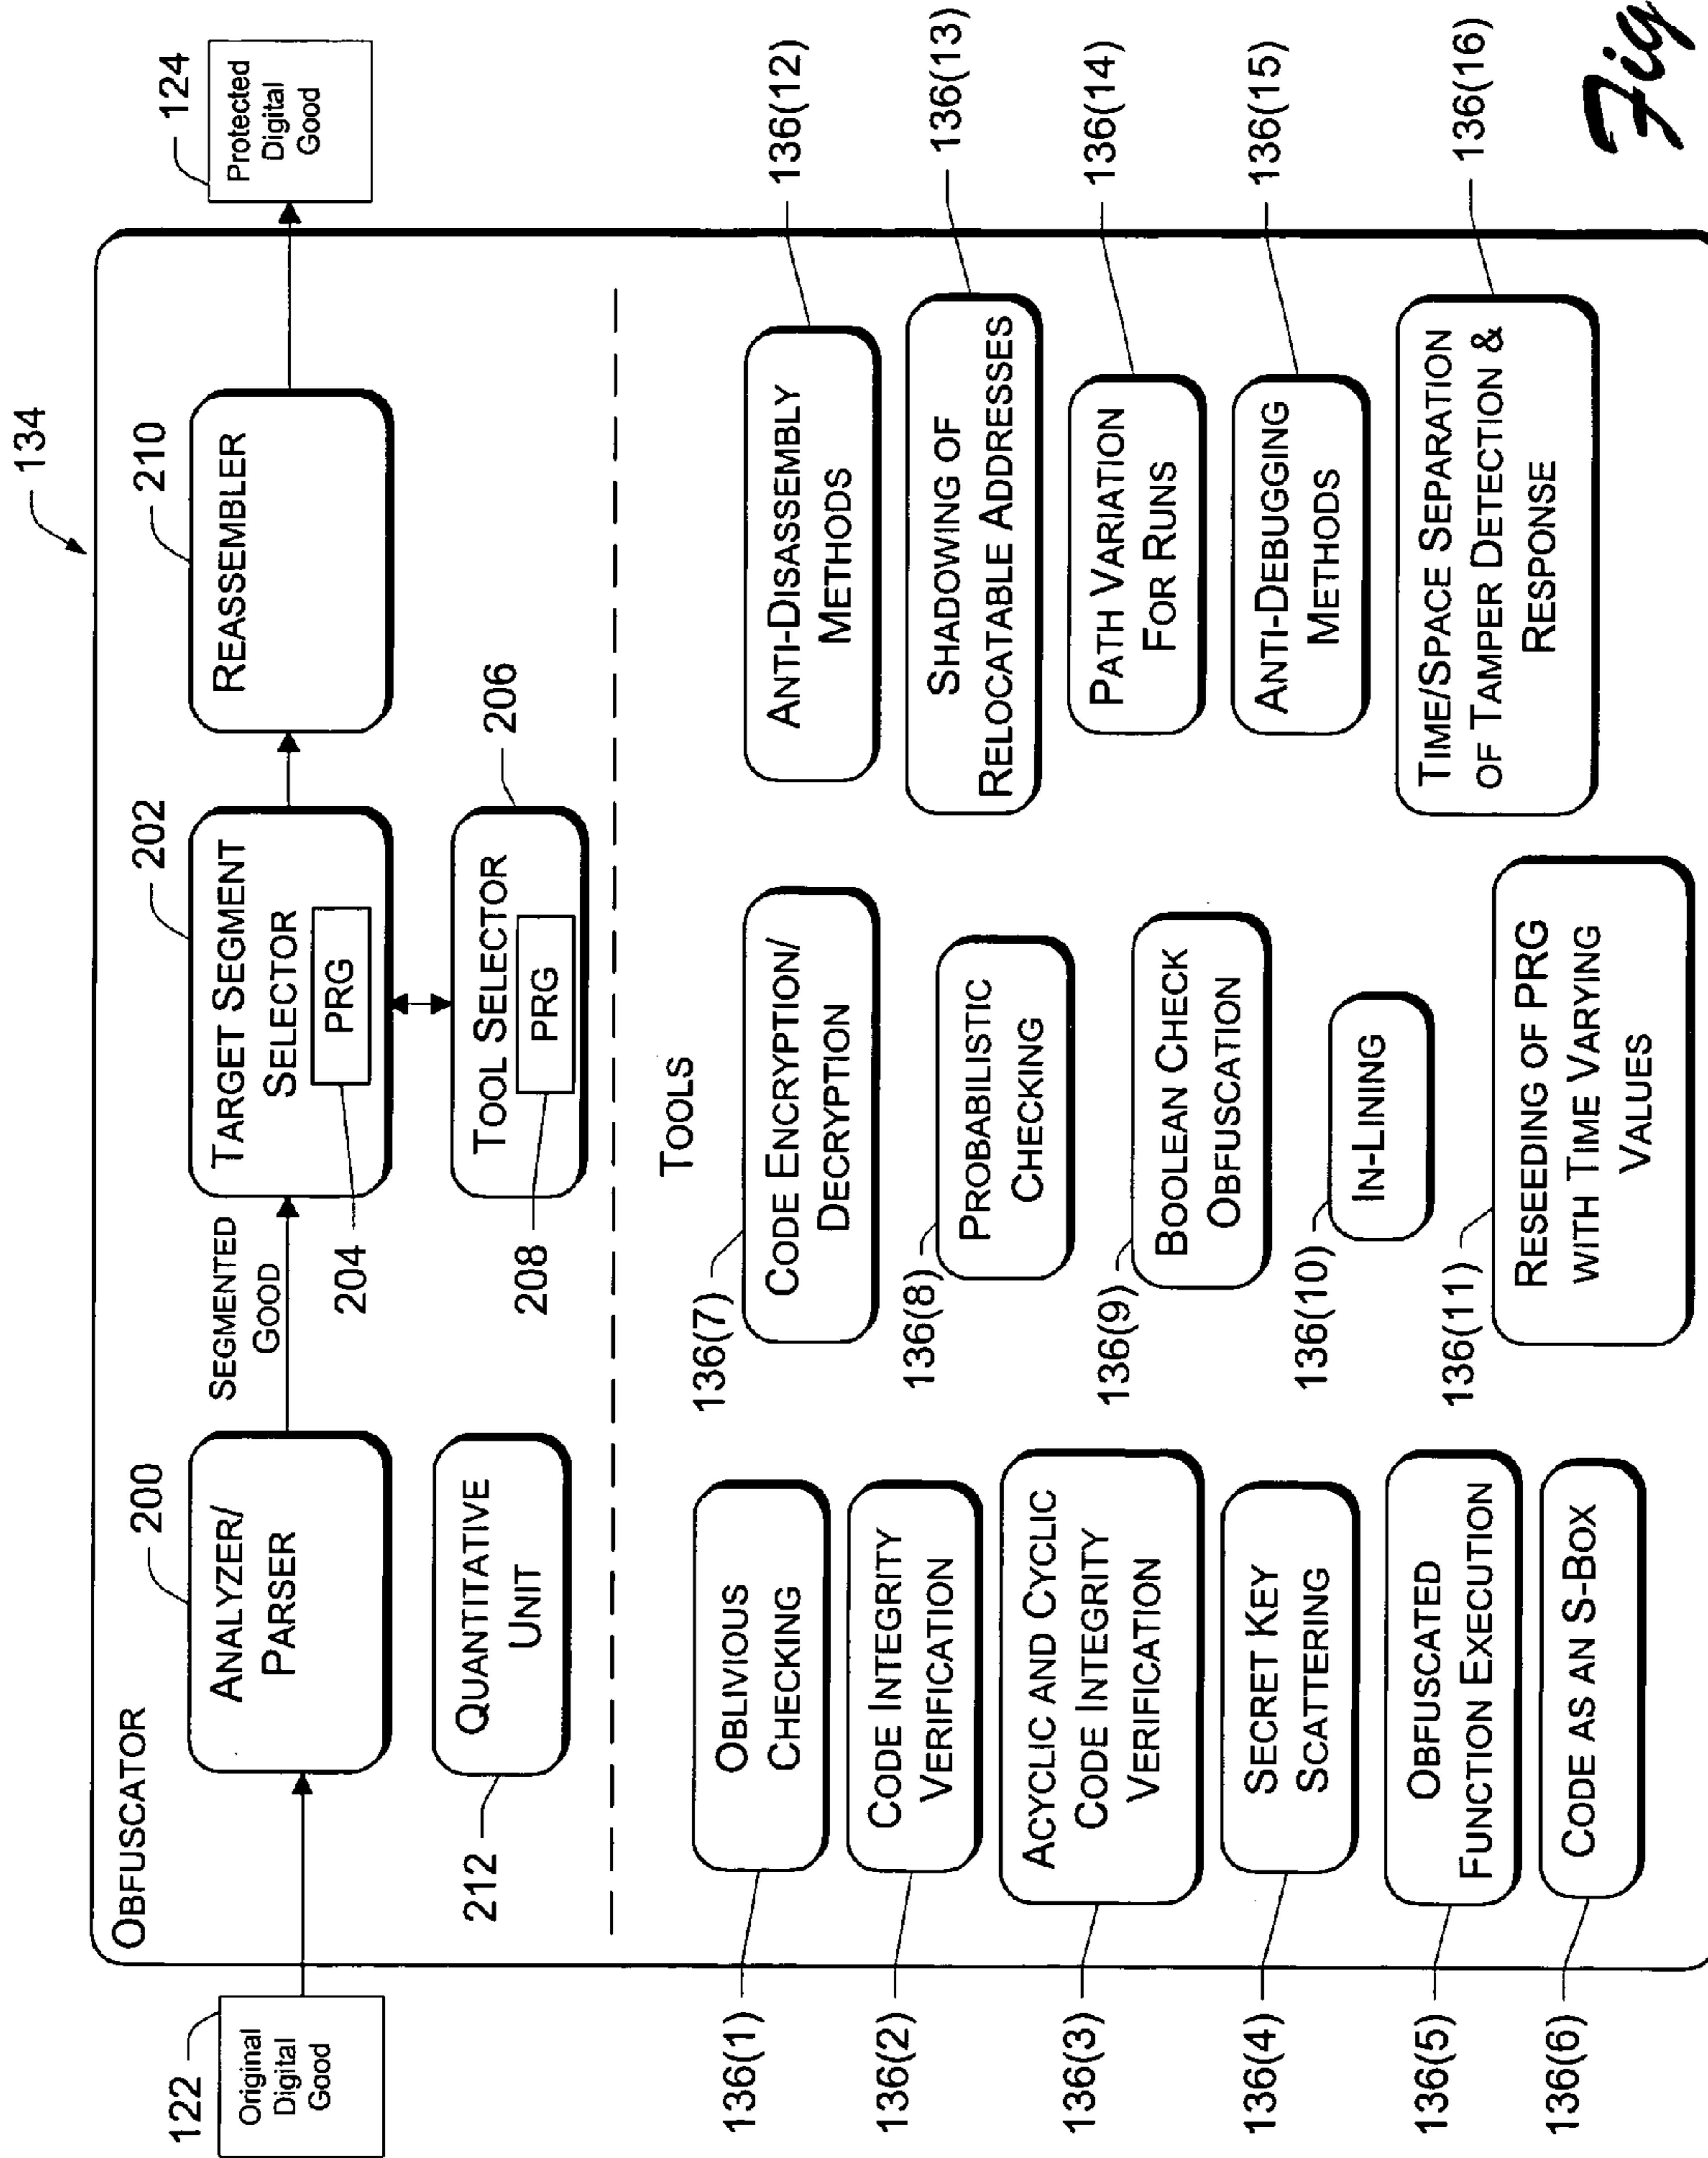 134
OBFUSCATOR
122
Original
Digital
Good
200
ANALYZER/
PARSER
SEGMENTED
GOOD
202
TARGET SEGMENT
SELECTOR
PRG
204
210
REASSEMBLER
124
Protected
Digital
Good
212
QUANTITATIVE
UNIT
206
TOOL SELECTOR
PRG
208
TOOLS
136(1)
OBLIVIOUS
CHECKING
136(2)
CODE INTEGRITY
VERIFICATION
136(3)
ACYCLIC AND CYCLIC
CODE INTEGRITY
VERIFICATION
136(4)
SECRET KEY
SCATTERING
136(5)
OBFUSCATED
FUNCTION EXECUTION
136(6)
CODE AS AN S-BOX
136(7)
CODE ENCRYPTION/
DECRYPTION
136(8)
PROBABILISTIC
CHECKING
136(9)
BOOLEAN CHECK
OBFUSCATION
136(10)
IN-LINING
136(11)
RESEEDING OF PRG
WITH TIME VARYING
VALUES
136(12)
ANTI-DISASSEMBLY
METHODS
136(13)
SHADOWING OF
RELOCATABLE ADDRESSES
136(14)
PATH VARIATION
FOR RUNS
136(15)
ANTI-DEBUGGING
METHODS
136(16)
TIME/SPACE SEPARATION
OF TAMPER DETECTION &
RESPONSE
Fig